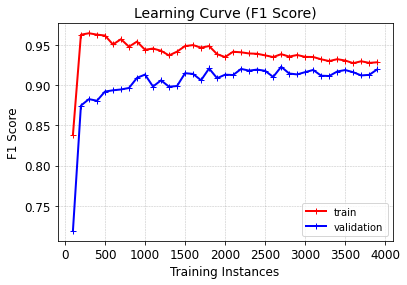 Learning Curve (F1 Score)
F1 Score
0.95
0.90
0.85
0.80
0.75
0 500 1000 1500 2000 2500 3000 3500 4000
Training Instances
train
validation